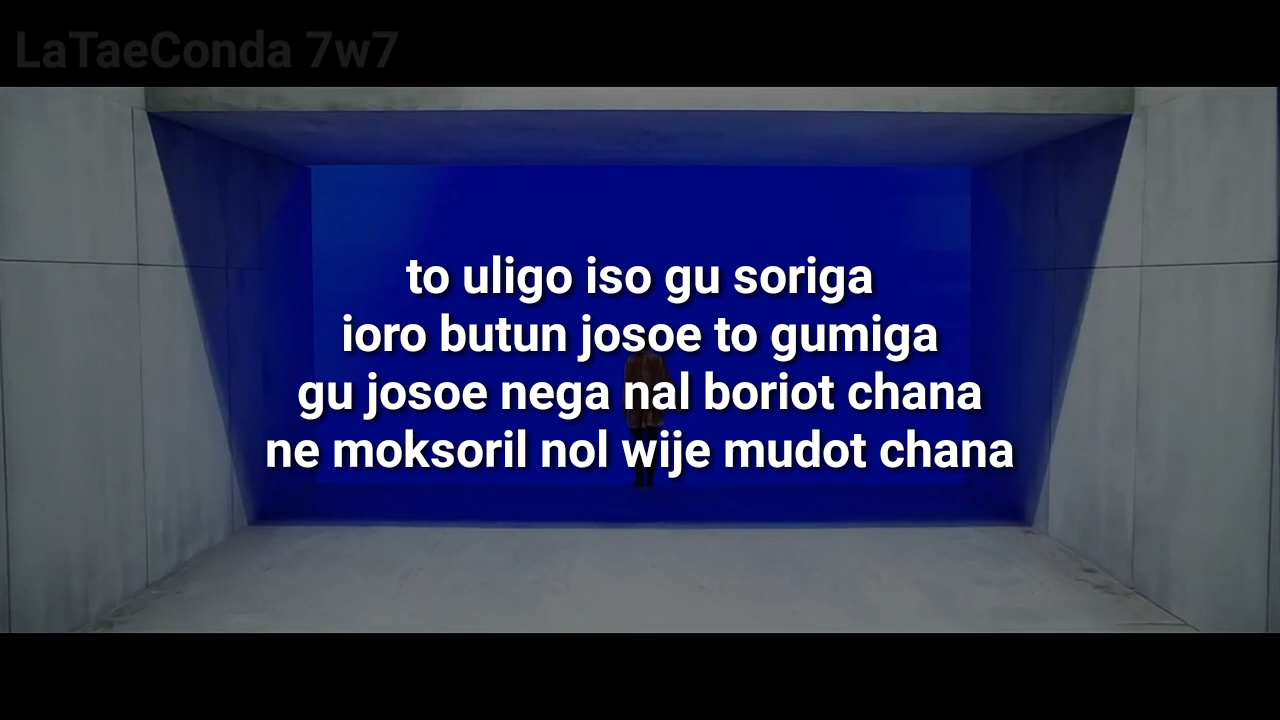 LaTaeConda 7w7
to uligo iso gu soriga
ioro butun josoe to gumiga
gu josoe nega nal boriot chana
ne moksoril nol wije mudot chana